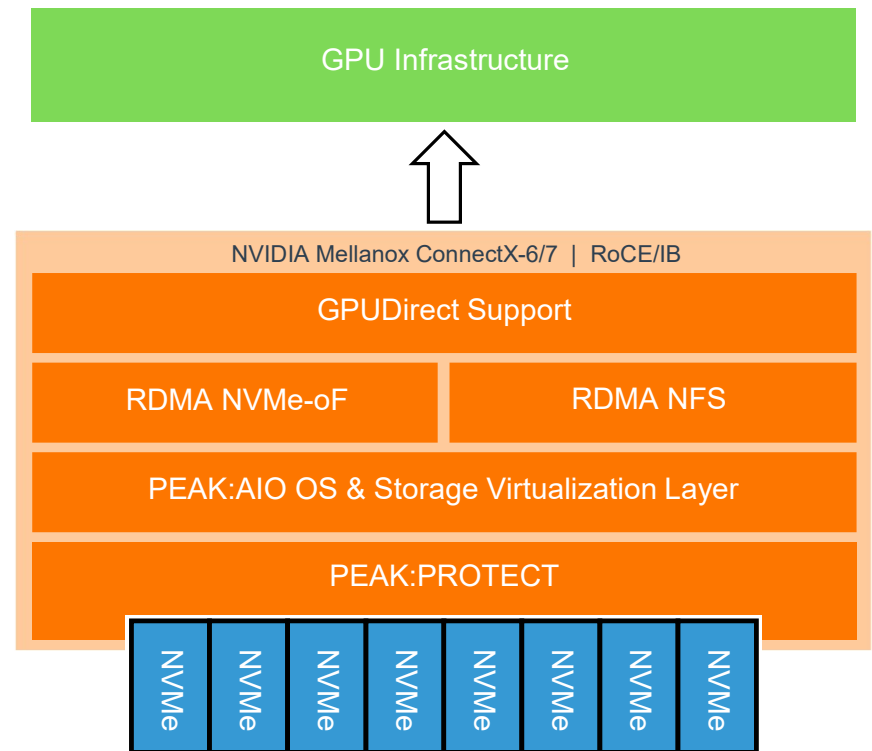 GPU Infrastructure
NVIDIA Mellanox ConnectX-6/7 | RoCE/IB
GPUDirect Support
RDMA NVMe-oF
RDMA NFS
PEAK:AIO OS & Storage Virtualization Layer
PEAK:PROTECT
NVMe
NVMe
NVMe
NVMe
NVMe
NVMe
NVMe
NVMe